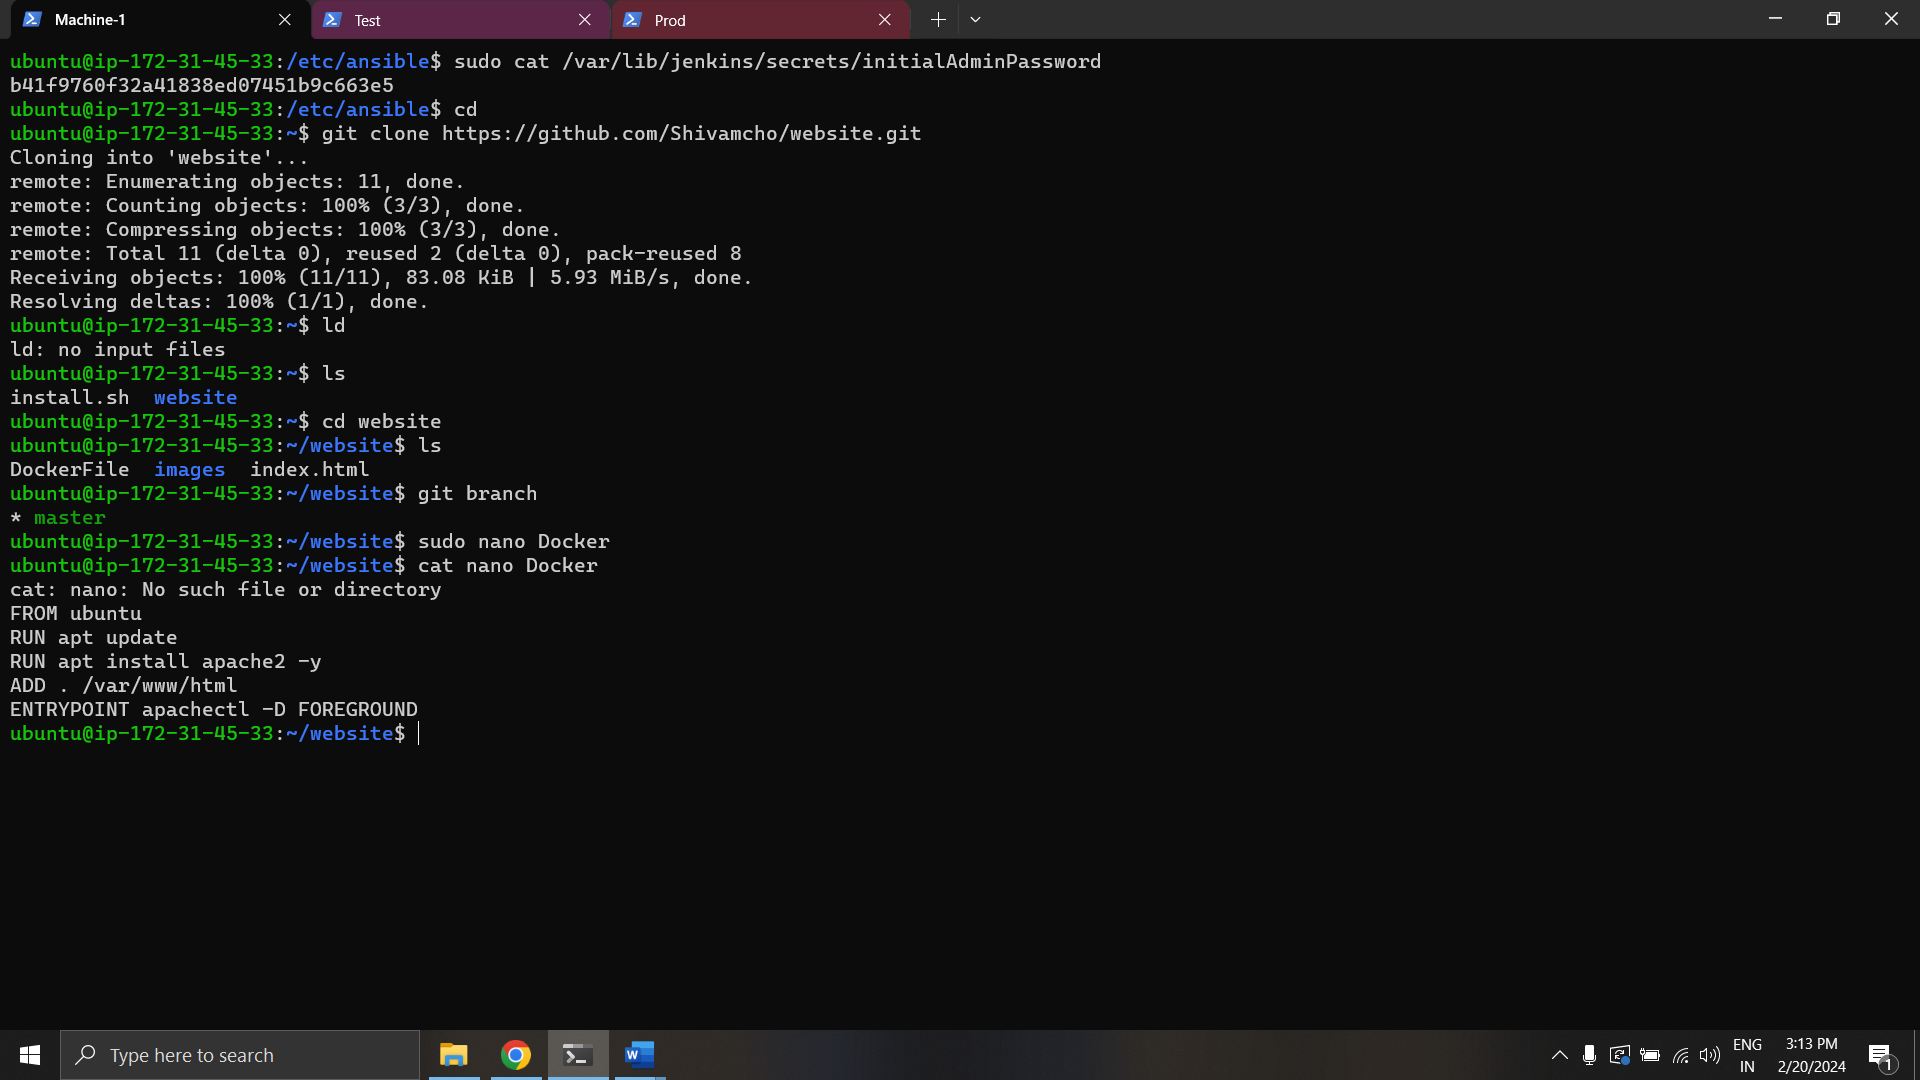 Machine-1
Test
Prod
ubuntu@ip-172-31-45-33:/etc/ansible$ sudo cat /var/lib/jenkins/secrets/initialAdminPassword
b41f9760f32a41838ed07451b9c663e5
ubuntu@ip-172-31-45-33:/etc/ansible$ cd
ubuntu@ip-172-31-45-33:~$ git clone https://github.com/Shivamcho/website.git
Cloning into 'website'...
remote: Enumerating objects: 11, done.
remote: Counting objects: 100% (3/3), done.
remote: Compressing objects: 100% (3/3), done.
remote: Total 11 (delta 0), reused 2 (delta 0), pack-reused 8
Receiving objects: 100% (11/11), 83.08 KiB | 5.93 MiB/s, done.
Resolving deltas: 100% (1/1), done.
ubuntu@ip-172-31-45-33:~$ ld
ld: no input files
ubuntu@ip-172-31-45-33:~$ ls
install.sh  website
ubuntu@ip-172-31-45-33:~$ cd website
ubuntu@ip-172-31-45-33:~/website$ ls
DockerFile  images  index.html
ubuntu@ip-172-31-45-33:~/website$ git branch
* master
ubuntu@ip-172-31-45-33:~/website$ sudo nano Docker
ubuntu@ip-172-31-45-33:~/website$ cat nano Docker
cat: nano: No such file or directory
FROM ubuntu
RUN apt update
RUN apt install apache2 -y
ADD . /var/www/html
ENTRYPOINT apachectl -D FOREGROUND
ubuntu@ip-172-31-45-33:~/website$
Type here to search
ENG
IN
3:13 PM
2/20/2024
1